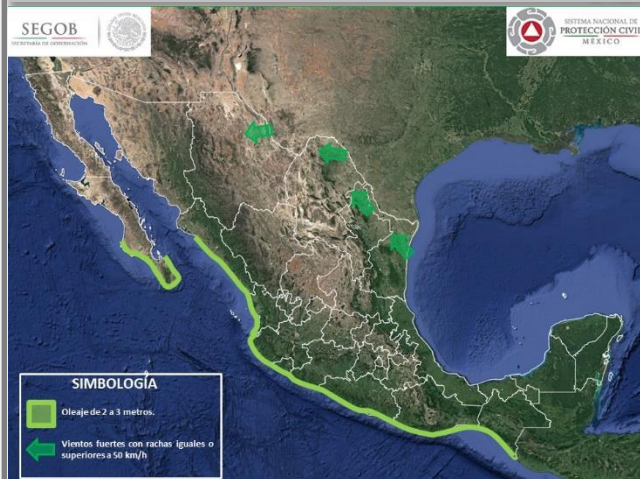 SEGOB
SECRETARÍA DE GOBERNACIÓN
SISTEMA NACIONAL DE
PROTECCIÓN CIVIL
MÉXICO
SIMBOLOGÍA
Oleaje de 2 a 3 metros.
Vientos fuertes con rachas iguales o
superiores a 50 km/h